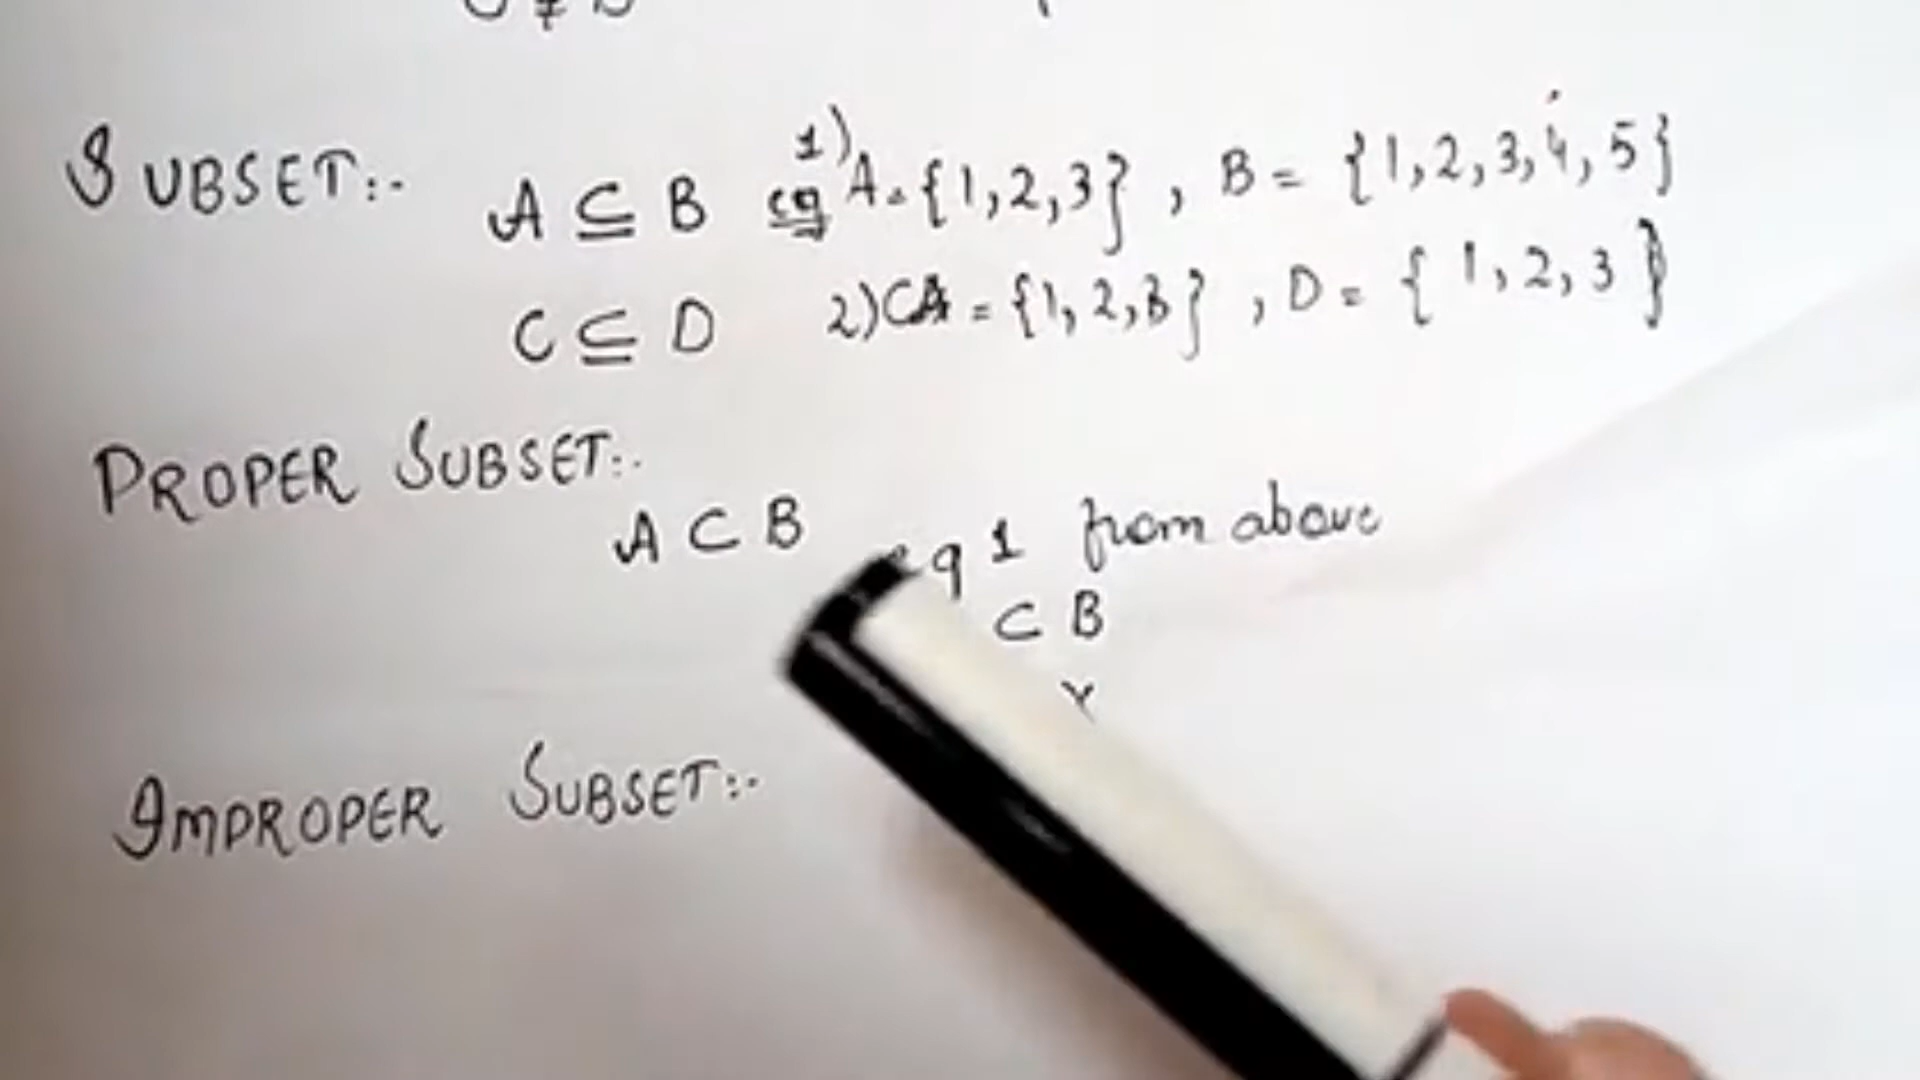 SUBSET:- A ⊆ B eg 1) A = {1,2,3} , B = {1,2,3,4,5}
C ⊆ D 2) C = {1,2,3} , D = { 1,2,3 }
PROPER SUBSET:-
A ⊂ B eg 1 from above
⊂ B
IMPROPER SUBSET:-